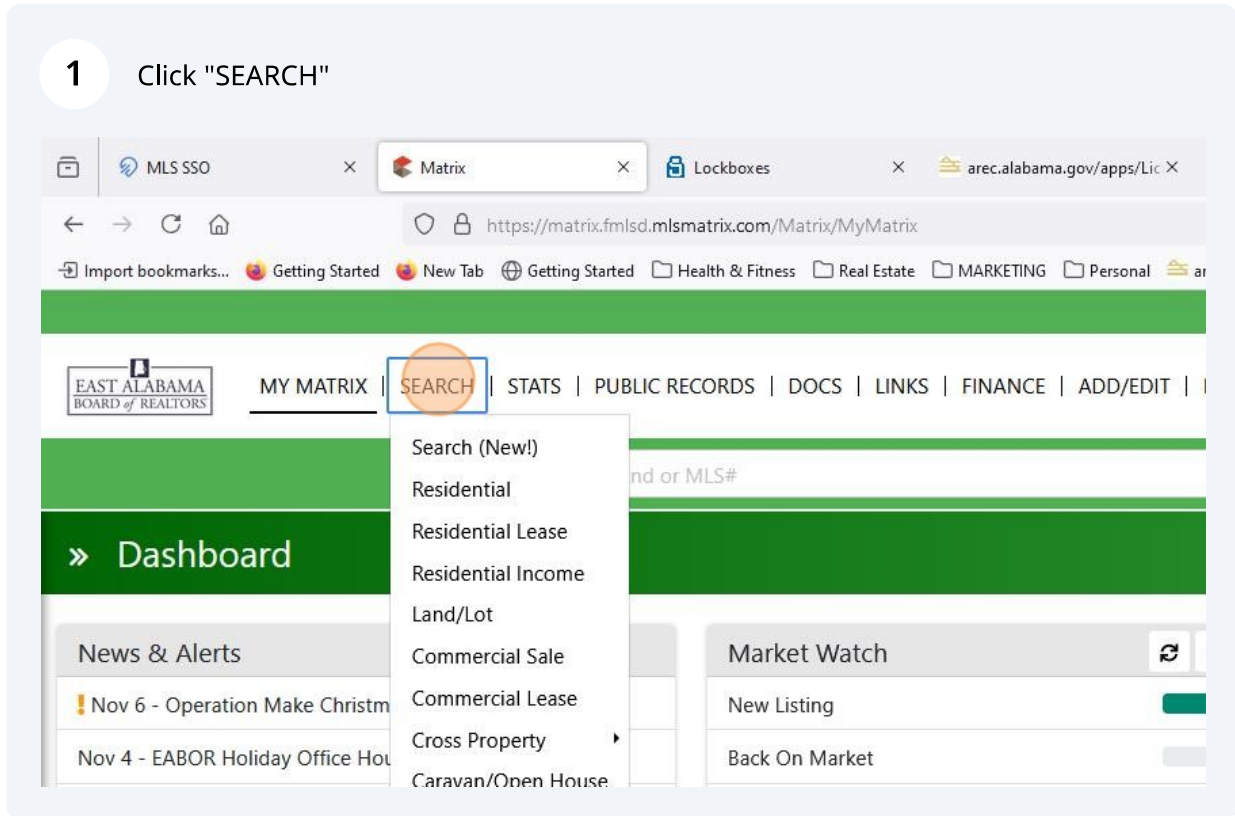 1 Click "SEARCH"
MLS SSO Matrix Lockboxes arec.alabama.gov/apps/Lic
https://matrix.fmlsd.mlsmatrix.com/Matrix/MyMatrix
Import bookmarks... Getting Started New Tab Getting Started Health & Fitness Real Estate MARKETING Personal ar
EAST ALABAMA
BOARD of REALTORS
MY MATRIX | SEARCH | STATS | PUBLIC RECORDS | DOCS | LINKS | FINANCE | ADD/EDIT |
Search (New!)
nd or MLS#
Residential
Residential Lease
» Dashboard
Residential Income
Land/Lot
News & Alerts
Commercial Sale
Market Watch
! Nov 6 - Operation Make Christm
Commercial Lease
New Listing
Cross Property
Nov 4 - EABOR Holiday Office Hou
Back On Market
Caravan/Open House